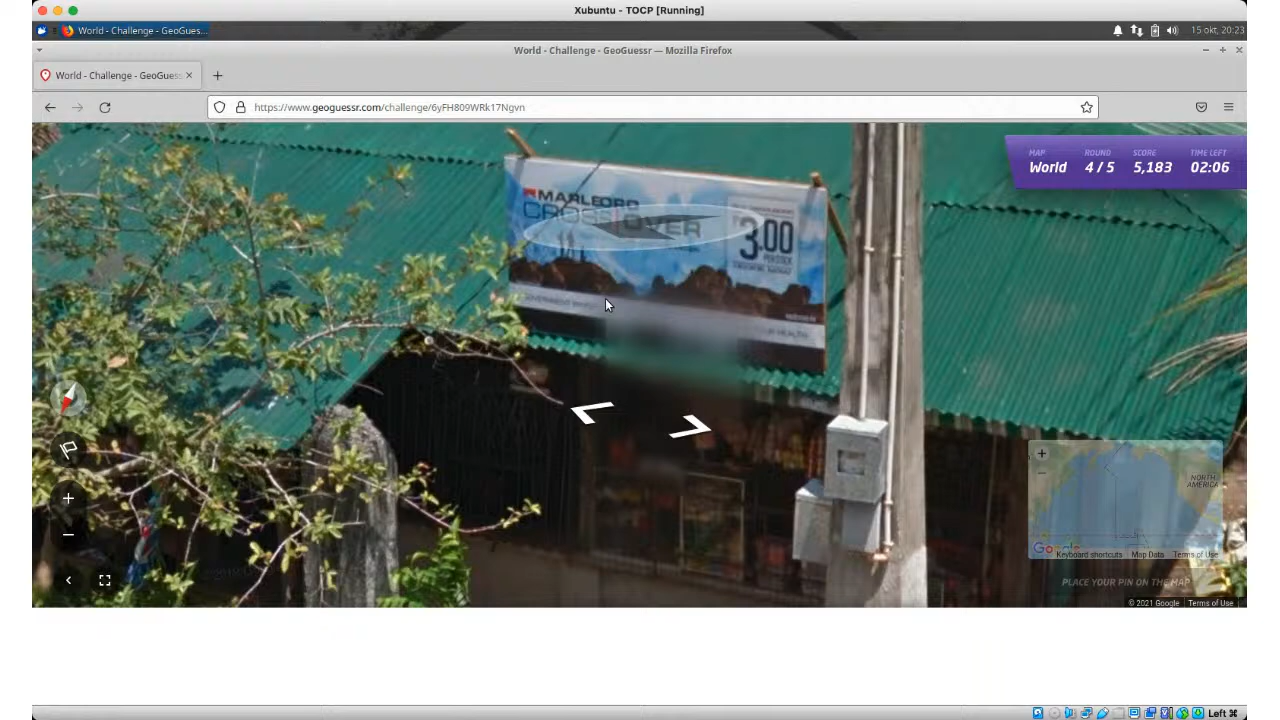 Xubuntu - TOCP [Running]
World - Challenge - GeoGues...
15 okt, 20:23
World - Challenge - GeoGuessr — Mozilla Firefox
World - Challenge - GeoGuess
https://www.geoguessr.com/challenge/6yFH809WRk17Ngvn
MAP
World
ROUND
4 / 5
SCORE
5,183
TIME LEFT
02:06
MARLBORO
CROSSOVER
3.00
NORTH
AMERICA
Google
Keyboard shortcuts
Map Data
Terms of Use
PLACE YOUR PIN ON THE MAP
© 2021 Google
Terms of Use
Left ⌘